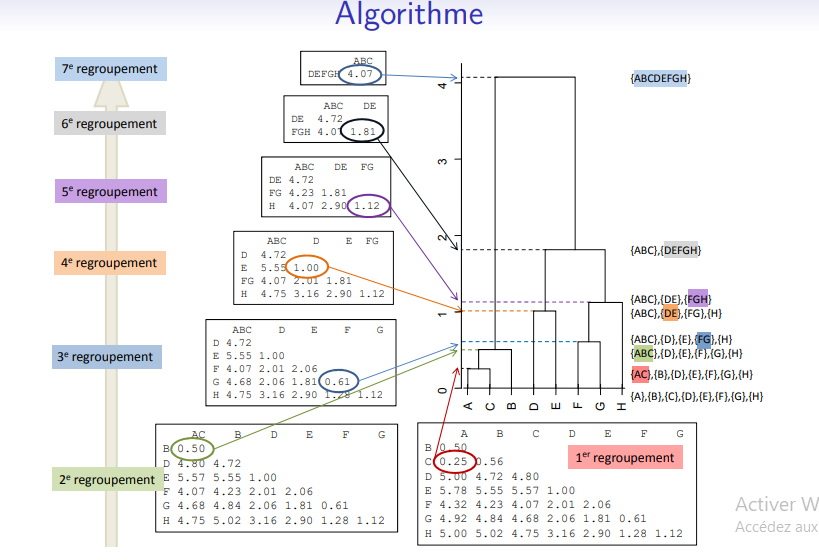 Algorithme
7e regroupement
ABC
DEFGH 4.07
{ABCDEFGH}
6e regroupement
ABC DE
DE 4.72
FGH 4.07 1.81
5e regroupement
ABC DE FG
DE 4.72
FG 4.23 1.81
H 4.07 2.90 1.12
{ABC},{DEFGH}
4e regroupement
ABC D E FG
D 4.72
E 5.55 1.00
FG 4.07 2.01 1.81
H 4.75 3.16 2.90 1.12
{ABC},{DE},{FGH}
{ABC},{DE},{FG},{H}
3e regroupement
ABC D E F G
D 4.72
E 5.55 1.00
F 4.07 2.01 2.06
G 4.68 2.06 1.81 0.61
H 4.75 3.16 2.90 1.28 1.12
{ABC},{D},{E},{FG},{H}
{ABC},{D},{E},{F},{G},{H}
{AC},{B},{D},{E},{F},{G},{H}
{A},{B},{C},{D},{E},{F},{G},{H}
4
3
2
1
0
A C B D E F G H
2e regroupement
AC B D E F G
B 0.50
D 4.80 4.72
E 5.57 5.55 1.00
F 4.07 4.23 2.01 2.06
G 4.68 4.84 2.06 1.81 0.61
H 4.75 5.02 3.16 2.90 1.28 1.12
1er regroupement
A B C D E F G
B 0.50
C 0.25 0.56
D 5.00 4.72 4.80
E 5.78 5.55 5.57 1.00
F 4.32 4.23 4.07 2.01 2.06
G 4.92 4.84 4.68 2.06 1.81 0.61
H 5.00 5.02 4.75 3.16 2.90 1.28 1.12
Activer W
Accédez aux